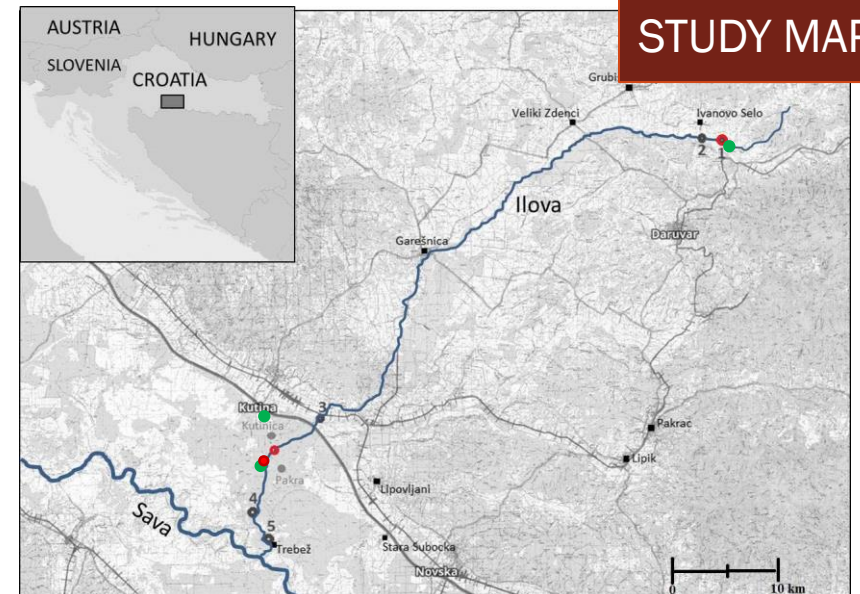 STUDY MAP
AUSTRIA
HUNGARY
SLOVENIA
CROATIA
Veliki Zdenci
Ivanovo Selo
2
1
Ilova
Daruvar
Garešnica
3
Kutina
Kutinica
Pakrac
Lipik
Pakra
Lipovljani
4
Sava
5
Trebež
Stara Subocka
Novska
0
10 km